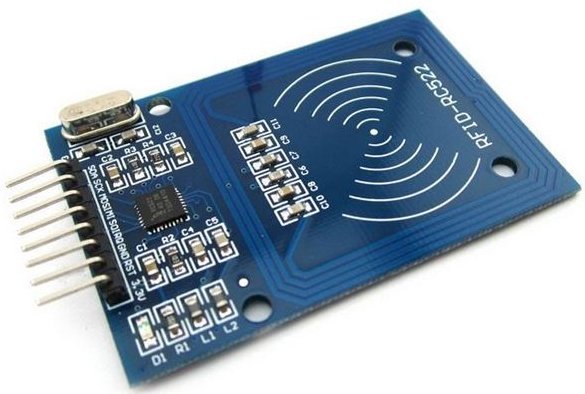 RFID-RC522
C11
C9
C7
C6
C8
C10
C3
R4
R3
C2
SDA SCK MOSI MISO IRQ GND RST 3.3V
C1
R2
C4
C5
D1
R1
L1
L2